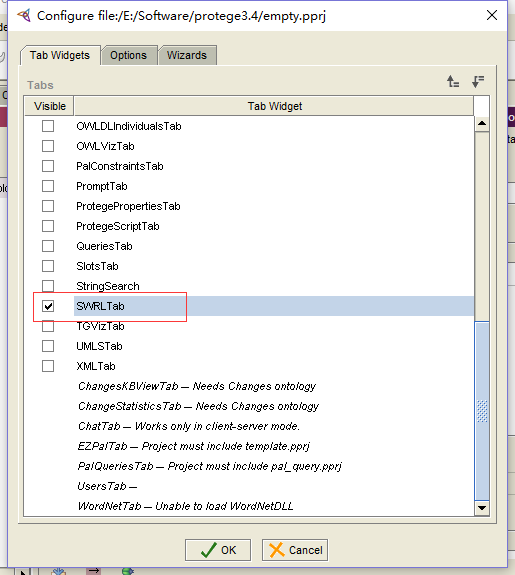 Configure file:/E:/Software/protege3.4/empty.pprj
Tab Widgets Options Wizards
Tabs
Visible Tab Widget
OWLDLIndividualsTab
OWLVizTab
PalConstraintsTab
PromptTab
ProtegePropertiesTab
ProtegeScriptTab
QueriesTab
SlotsTab
StringSearch
SWRLTab
TGVizTab
UMLSTab
XMLTab
ChangesKBViewTab -- Needs Changes ontology
ChangeStatisticsTab -- Needs Changes ontology
ChatTab -- Works only in client-server mode.
EZPalTab -- Project must include template.pprj
PalQueriesTab -- Project must include pal_query.pprj
UsersTab --
WordNetTab -- Unable to load WordNetDLL
OK Cancel